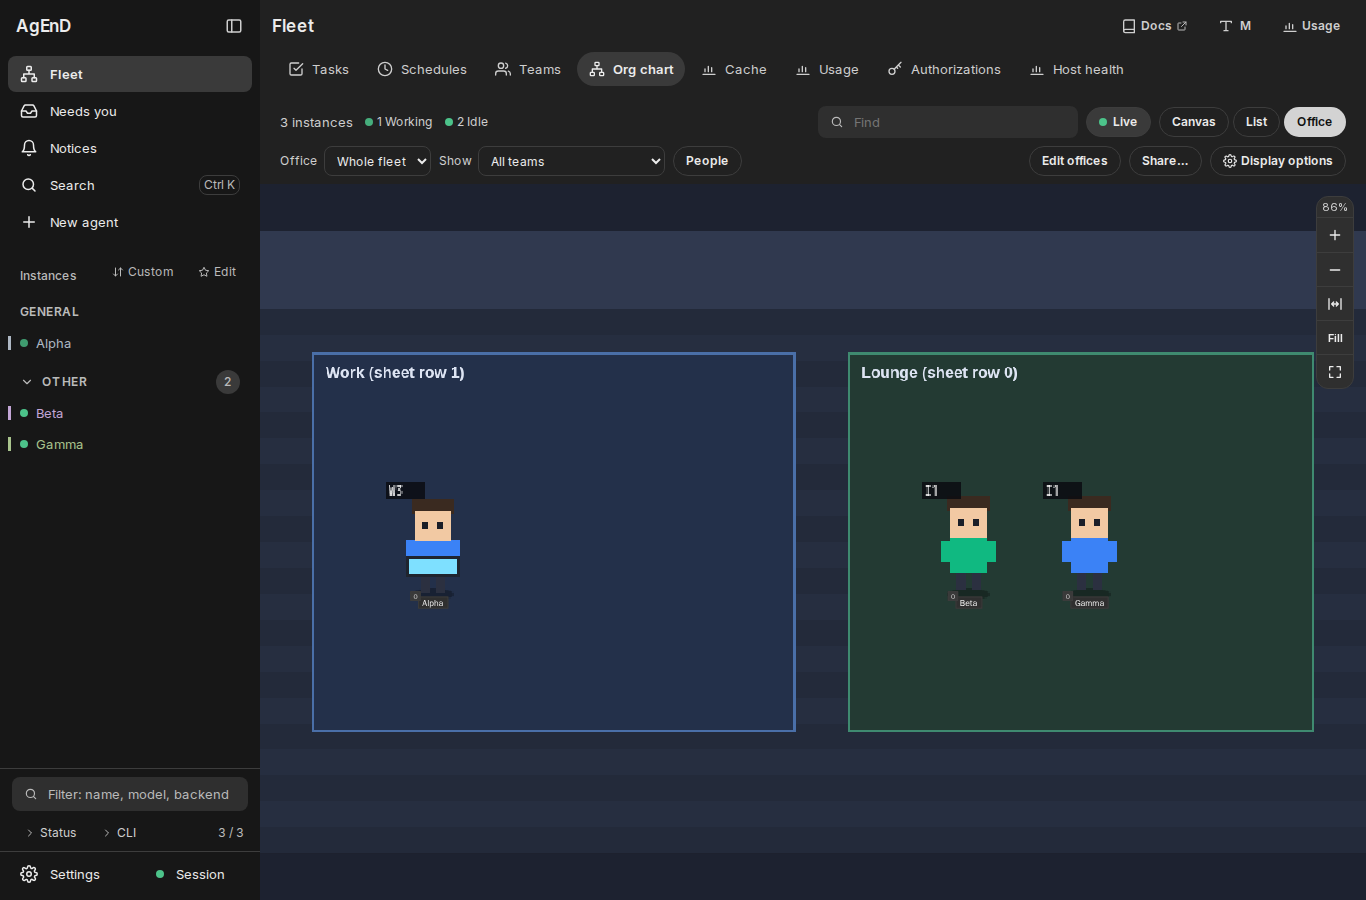 AgEnD
Fleet
Needs you
Notices
Search
Ctrl K
New agent
Instances
Custom
Edit
GENERAL
Alpha
OTHER
2
Beta
Gamma
Filter: name, model, backend
Status
CLI
3 / 3
Settings
Session
Fleet
Docs
M
Usage
Tasks
Schedules
Teams
Org chart
Cache
Usage
Authorizations
Host health
3 instances
1 Working
2 Idle
Find
Live
Canvas
List
Office
Office
Whole fleet
Show
All teams
People
Edit offices
Share...
Display options
86%
Fill
Work (sheet row 1)
W3
0
Alpha
Lounge (sheet row 0)
I1
0
Beta
I1
0
Gamma